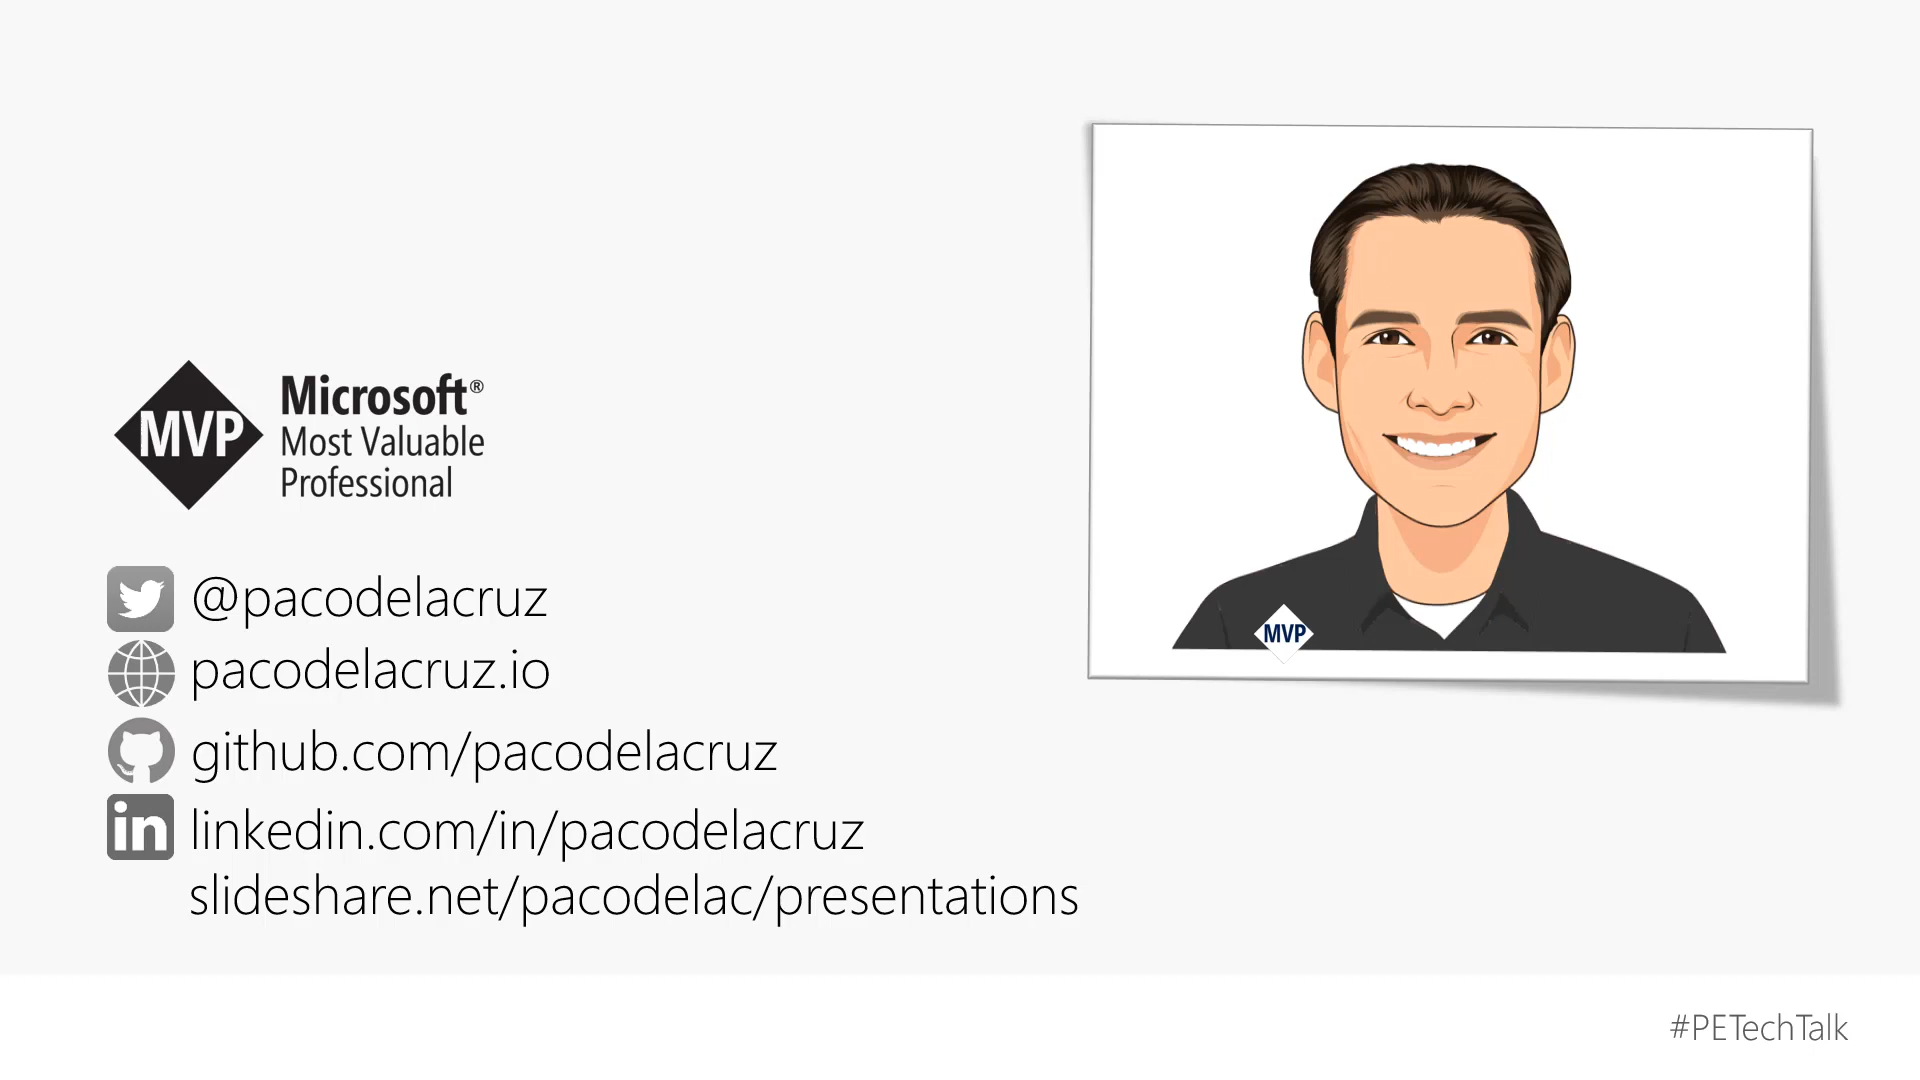 MVP
Microsoft®
Most Valuable
Professional
@pacodelacruz
pacodelacruz.io
github.com/pacodelacruz
in linkedin.com/in/pacodelacruz
slideshare.net/pacodelac/presentations
MVP
#PETechTalk